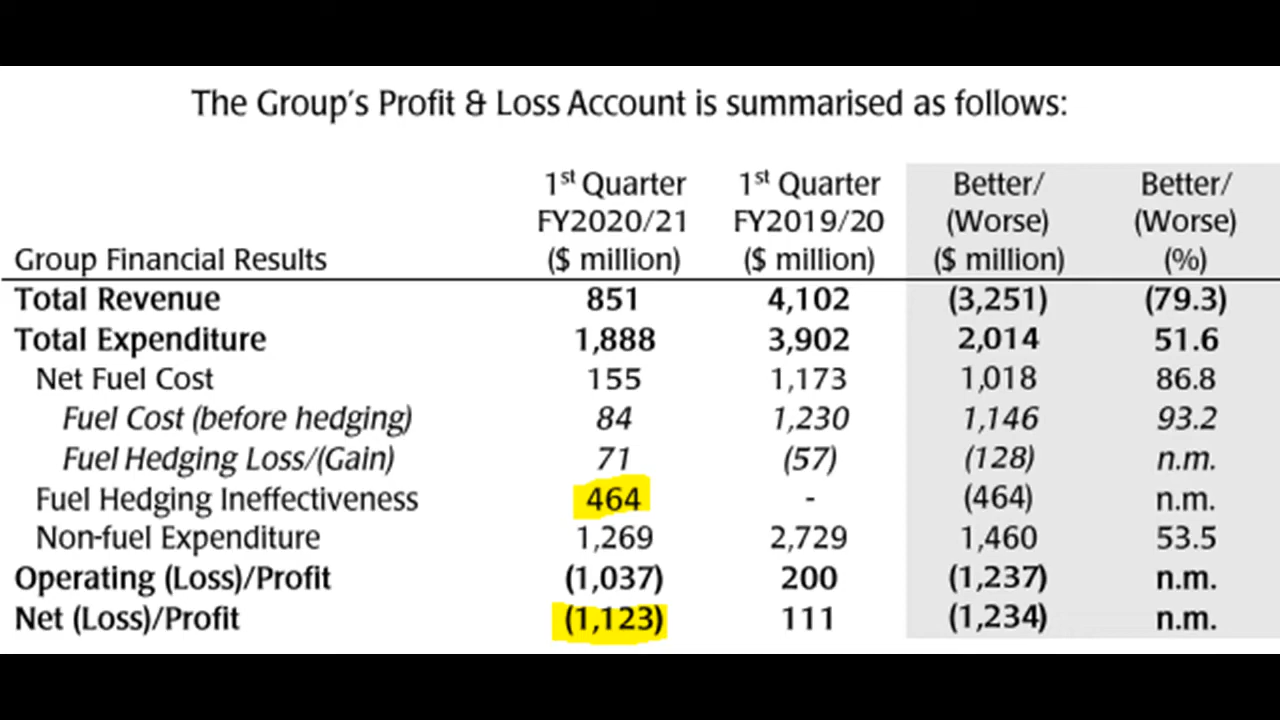 The Group's Profit & Loss Account is summarised as follows:
1st Quarter 1st Quarter Better/ Better/
FY2020/21 FY2019/20 (Worse) (Worse)
Group Financial Results ($ million) ($ million) ($ million) (%)
Total Revenue 851 4,102 (3,251) (79.3)
Total Expenditure 1,888 3,902 2,014 51.6
Net Fuel Cost 155 1,173 1,018 86.8
Fuel Cost (before hedging) 84 1,230 1,146 93.2
Fuel Hedging Loss/(Gain) 71 (57) (128) n.m.
Fuel Hedging Ineffectiveness 464 - (464) n.m.
Non-fuel Expenditure 1,269 2,729 1,460 53.5
Operating (Loss)/Profit (1,037) 200 (1,237) n.m.
Net (Loss)/Profit (1,123) 111 (1,234) n.m.